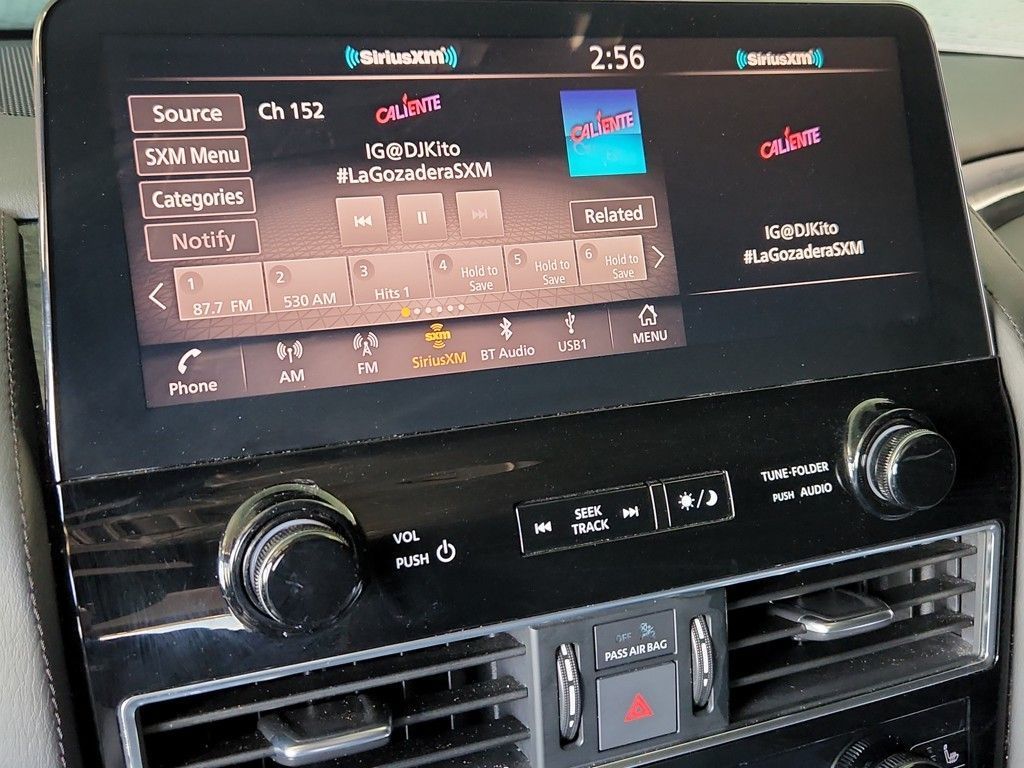 SiriusXM
2:56
SiriusXM
Source
Ch 152
CALIENTE
CALIENTE
CALIENTE
SXM Menu
IG@DJKito
#LaGozaderaSXM
Categories
Notify
Related
IG@DJKito
#LaGozaderaSXM
1
87.7 FM
2
530 AM
3
Hits 1
4
Hold to
Save
5
Hold to
Save
6
Hold to
Save
Phone
AM
FM
sxm
SiriusXM
BT Audio
USB1
MENU
VOL
PUSH
SEEK
TRACK
TUNE·FOLDER
PUSH AUDIO
OFF
PASS AIR BAG